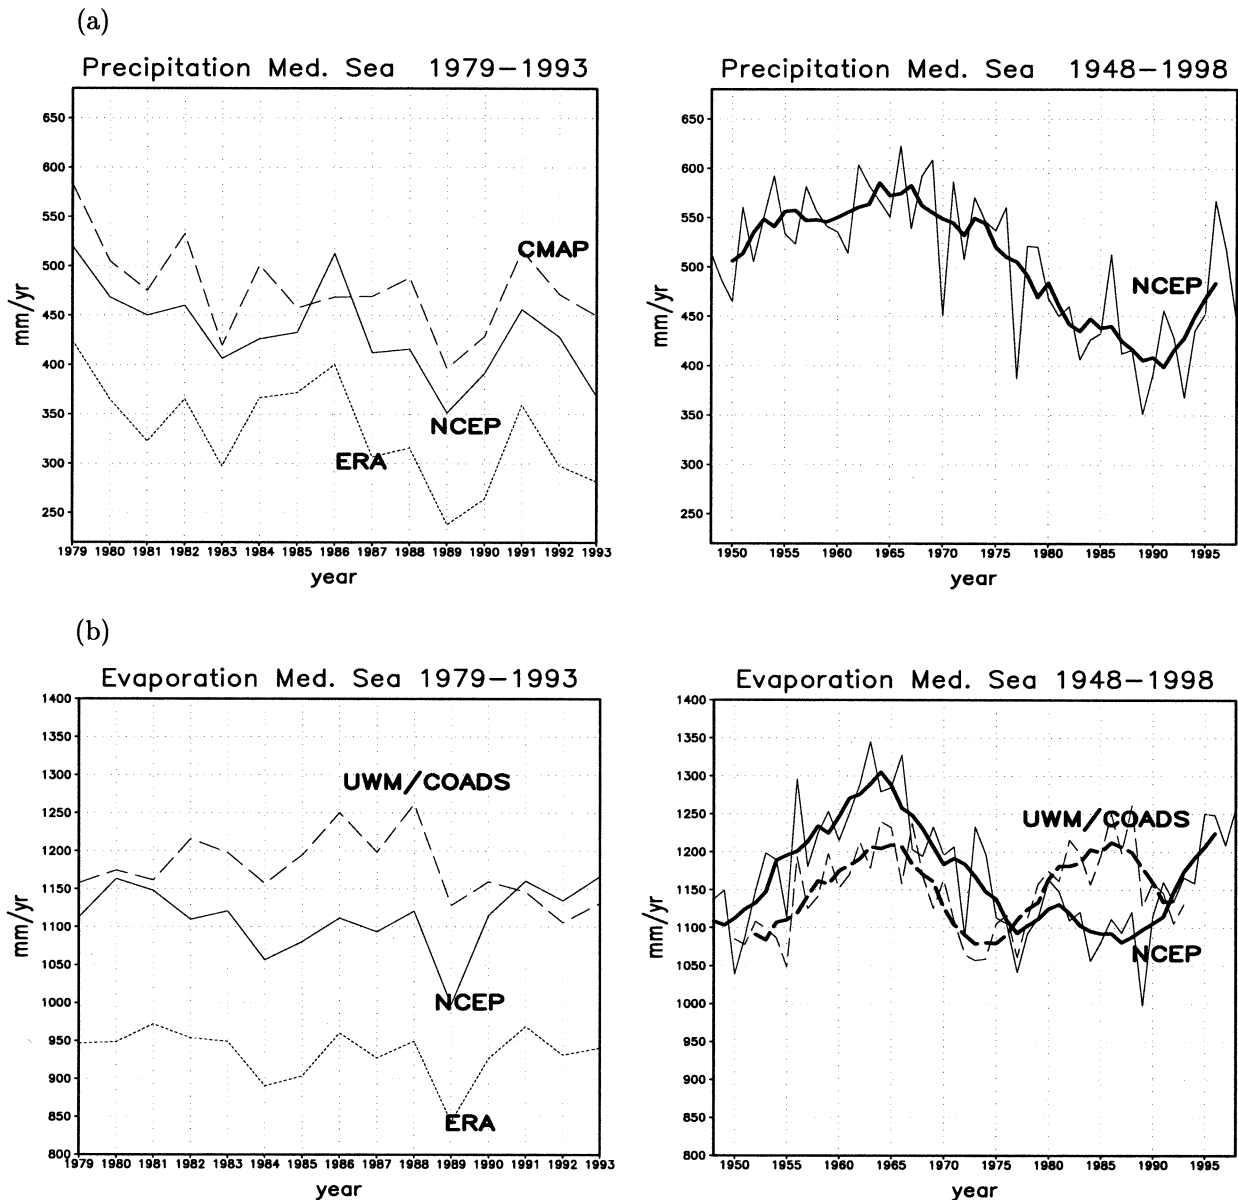 (a)
Precipitation Med. Sea 1979–1993
650
600
550
500
450
400
350
300
250
mm/yr
CMAP
NCEP
ERA
1979 1980 1981 1982 1983 1984 1985 1986 1987 1988 1989 1990 1991 1992 1993
year
Precipitation Med. Sea 1948–1998
650
600
550
500
450
400
350
300
250
mm/yr
NCEP
1950 1955 1960 1965 1970 1975 1980 1985 1990 1995
year
(b)
Evaporation Med. Sea 1979–1993
1400
1350
1300
1250
1200
1150
1100
1050
1000
950
900
850
800
mm/yr
UWM/COADS
NCEP
ERA
1979 1980 1981 1982 1983 1984 1985 1986 1987 1988 1989 1990 1991 1992 1993
year
Evaporation Med. Sea 1948–1998
1400
1350
1300
1250
1200
1150
1100
1050
1000
950
900
850
800
mm/yr
UWM/COADS
NCEP
1950 1955 1960 1965 1970 1975 1980 1985 1990 1995
year